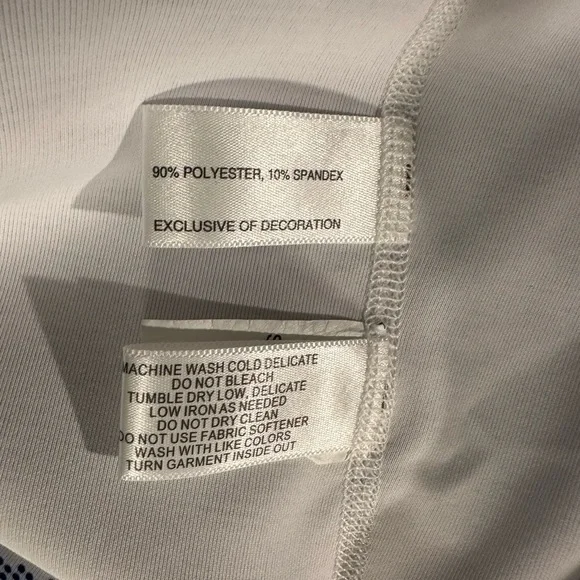 90% POLYESTER, 10% SPANDEX
EXCLUSIVE OF DECORATION
MACHINE WASH COLD DELICATE
DO NOT BLEACH
TUMBLE DRY LOW, DELICATE
LOW IRON AS NEEDED
DO NOT DRY CLEAN
DO NOT USE FABRIC SOFTENER
WASH WITH LIKE COLORS
TURN GARMENT INSIDE OUT